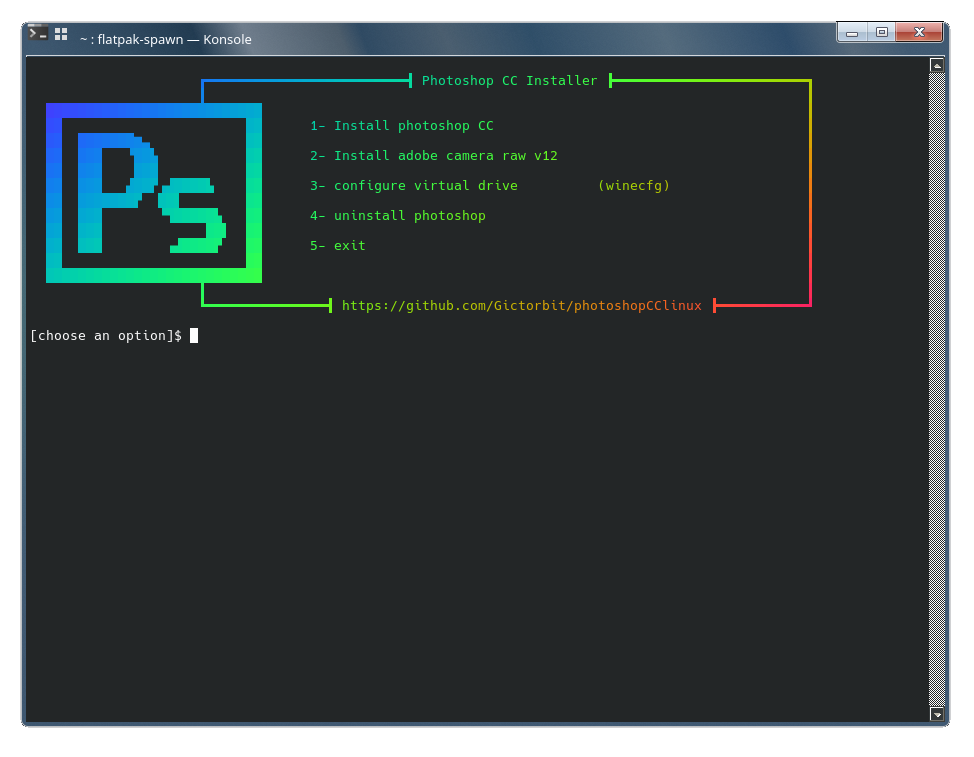 ~ : flatpak-spawn — Konsole
Photoshop CC Installer
Ps
1- Install photoshop CC
2- Install adobe camera raw v12
3- configure virtual drive (winecfg)
4- uninstall photoshop
5- exit
https://github.com/Gictorbit/photoshopCClinux
[choose an option]$